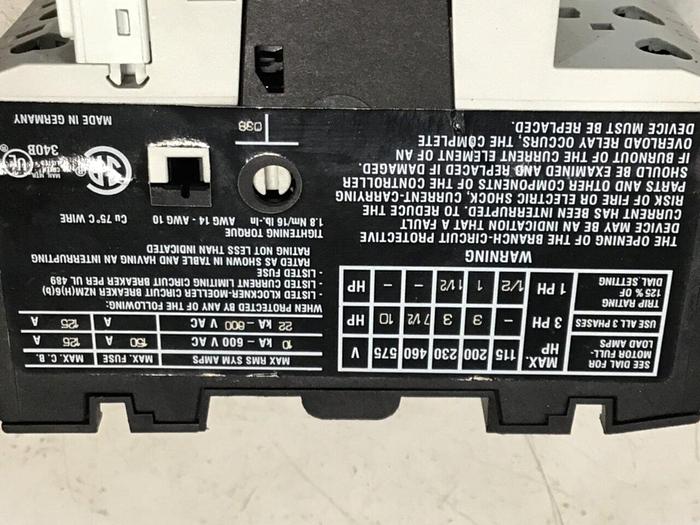 SEE DIAL FOR
MOTOR FULL-
LOAD AMPS
MAX.
HP
115 200 230 460 575 V
USE ALL 3 PHASES
3 PH
- 3 3 7 1/2 10 HP
TRIP RATING
125 % OF
DIAL SETTING
1 PH
1/2 1 1 1/2 - - HP
WARNING
THE OPENING OF THE BRANCH-CIRCUIT PROTECTIVE
DEVICE MAY BE AN INDICATION THAT A FAULT
CURRENT HAS BEEN INTERRUPTED. TO REDUCE THE
RISK OF FIRE OR ELECTRIC SHOCK, CURRENT-CARRYING
PARTS AND OTHER COMPONENTS OF THE CONTROLLER
SHOULD BE EXAMINED AND REPLACED IF DAMAGED.
IF BURNOUT OF THE CURRENT ELEMENT OF AN
OVERLOAD RELAY OCCURS, THE COMPLETE
DEVICE MUST BE REPLACED.
MAX RMS SYM AMPS MAX. FUSE MAX. C. B.
10 kA - 600 V AC 150 A 125 A
22 kA - 600 V AC A 125 A
WHEN PROTECTED BY ANY OF THE FOLLOWING:
- LISTED KLOCKNER-MOELLER CIRCUIT BREAKER NZMH(H)6(b)
- LISTED CURRENT LIMITING CIRCUIT BREAKER PER UL 489
- LISTED FUSE
RATED AS SHOWN IN TABLE AND HAVING AN INTERRUPTING
RATING NOT LESS THAN INDICATED
TIGHTENING TORQUE
1.8 Nm/16 lb.-in AWG 14 - AWG 10 Cu 75°C WIRE
340B
038
MADE IN GERMANY